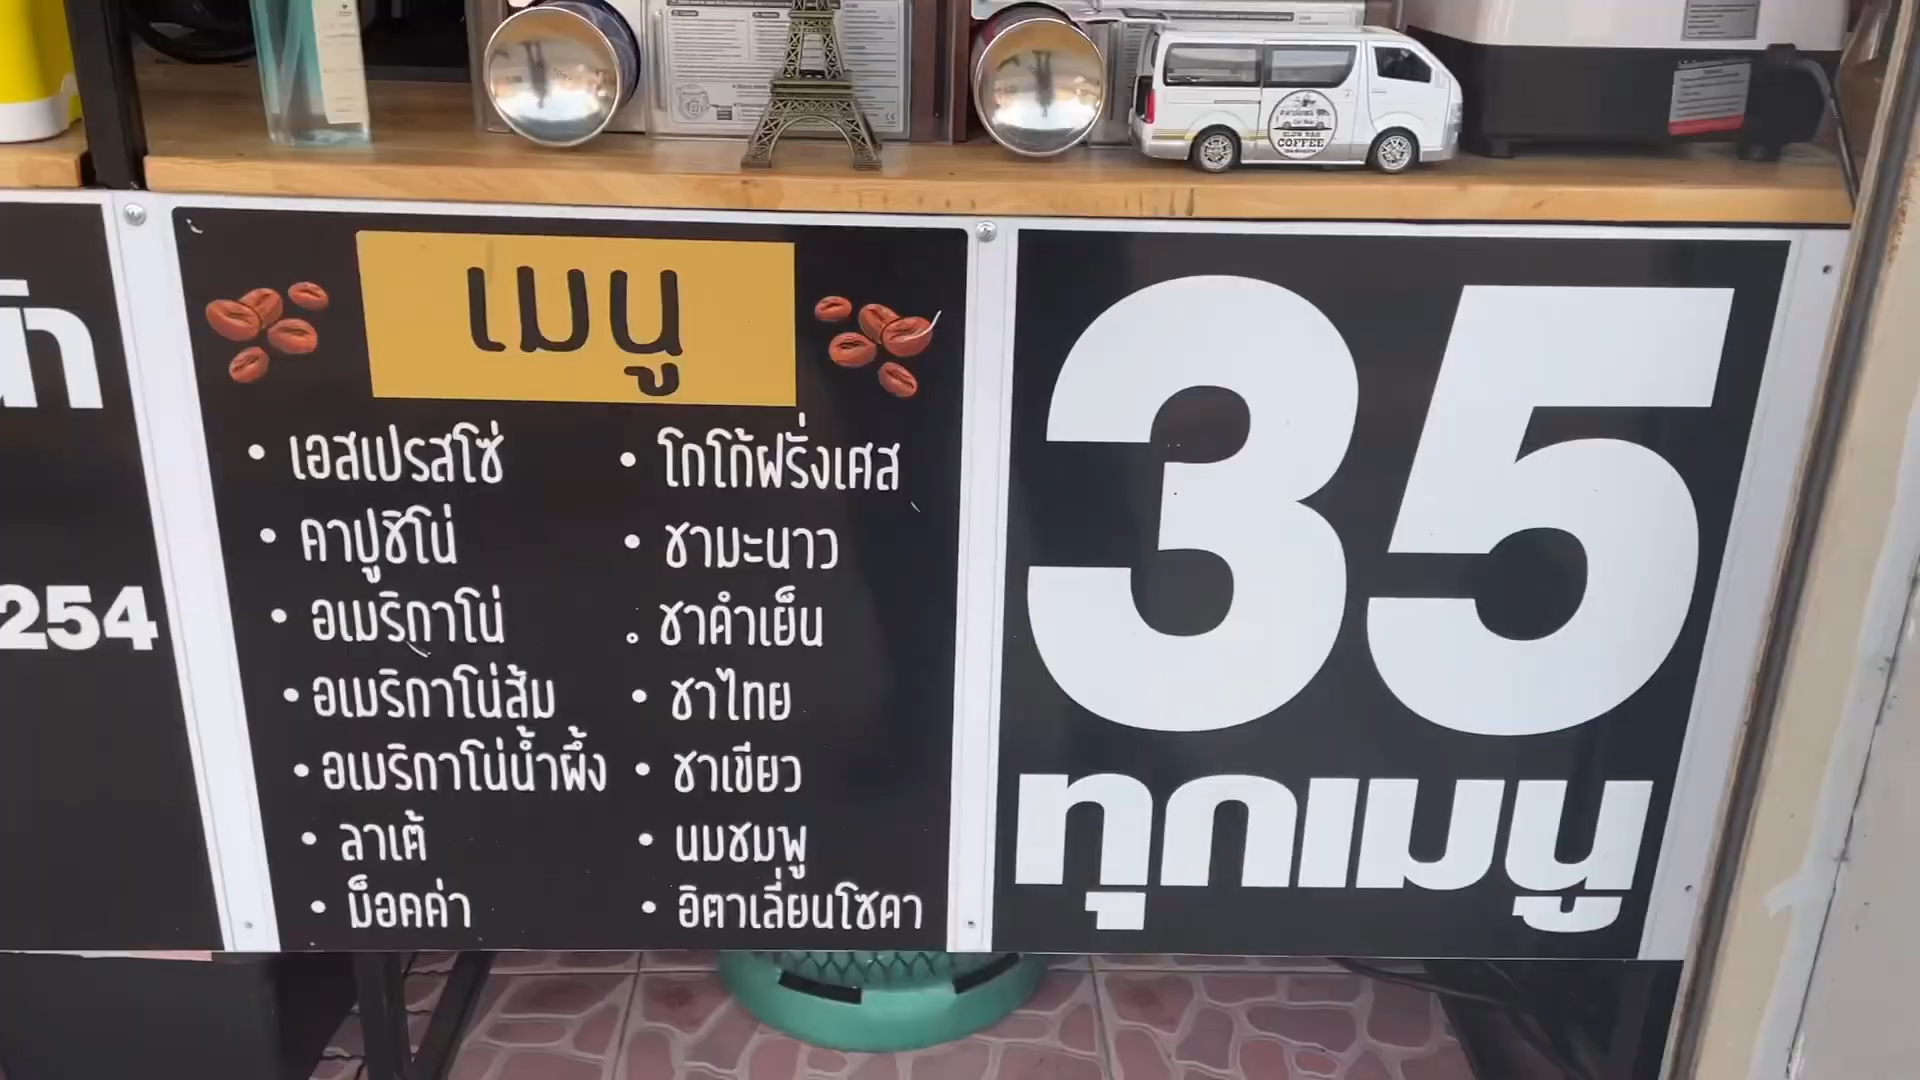 SLOW BAR
COFFEE
254
เมนู
เอสเปรสโซ่
คาปูชิโน่
อเมริกาโน่
อเมริกาโน่ส้ม
อเมริกาโน่น้ำผึ้ง
ลาเต้
ม็อคค่า
โกโก้ฝรั่งเศส
ชามะนาว
ชาดำเย็น
ชาไทย
ชาเขียว
นมชมพู
อิตาเลี่ยนโซดา
35
ทุกเมนู